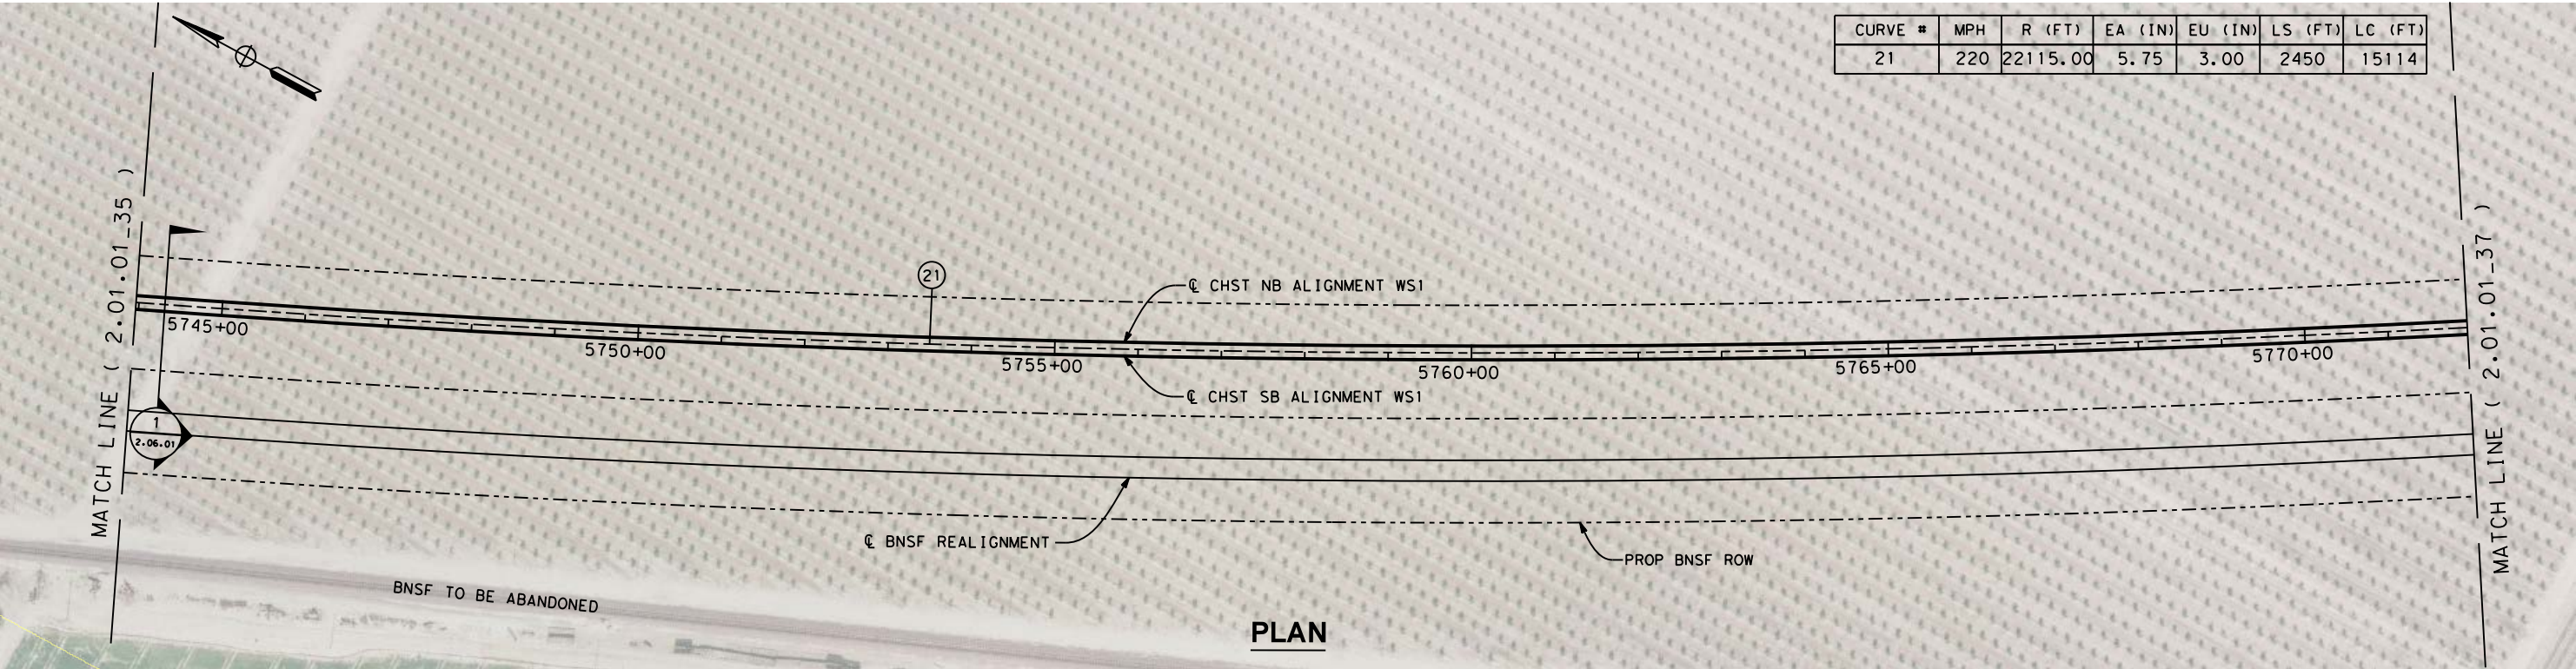 CURVE # MPH R (FT) EA (IN) EU (IN) LS (FT) LC (FT)
21 220 22115.00 5.75 3.00 2450 15114
MATCH LINE ( 2.01.01_35 )
MATCH LINE ( 2.01.01_37 )
21
℄ CHST NB ALIGNMENT WS1
5745+00
5750+00
5755+00
5760+00
5765+00
5770+00
℄ CHST SB ALIGNMENT WS1
1
2.06.01
℄ BNSF REALIGNMENT
PROP BNSF ROW
BNSF TO BE ABANDONED
PLAN